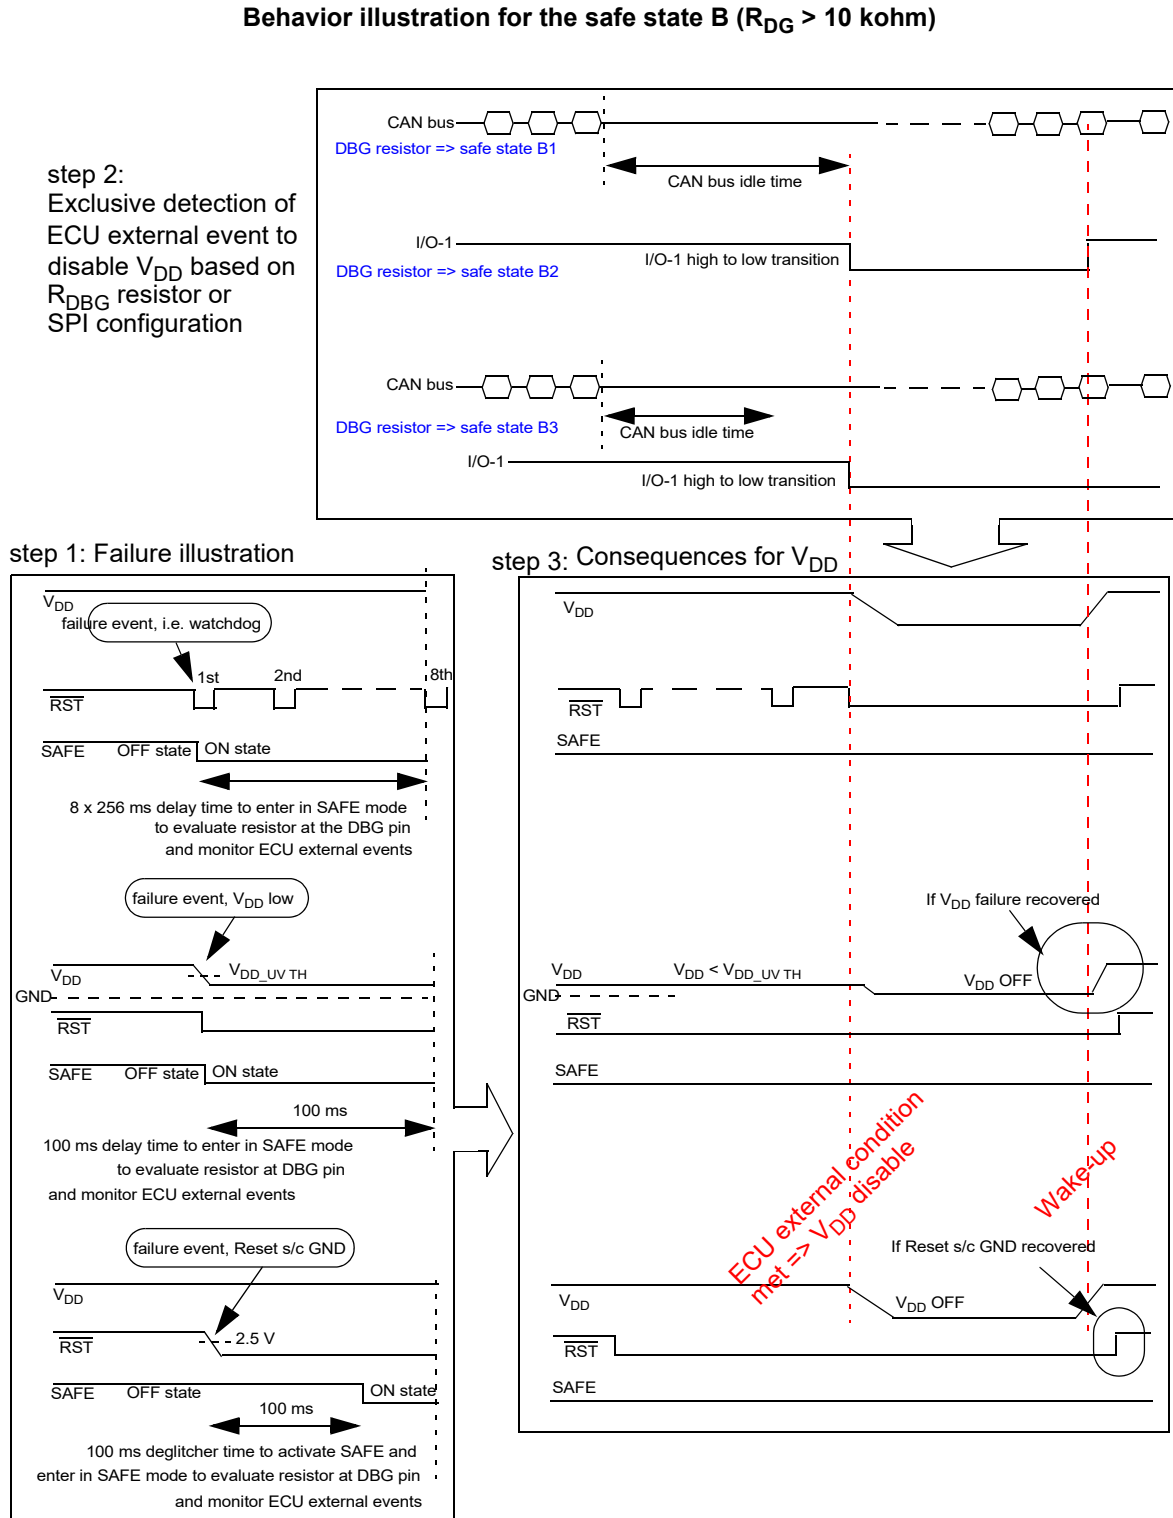 Behavior illustration for the safe state B (RDG > 10 kohm)
step 2:
Exclusive detection of
ECU external event to
disable VDD based on
RDBG resistor or
SPI configuration
CAN bus
DBG resistor => safe state B1
CAN bus idle time
I/O-1
I/O-1 high to low transition
DBG resistor => safe state B2
CAN bus
DBG resistor => safe state B3
CAN bus idle time
I/O-1
I/O-1 high to low transition
step 1: Failure illustration
VDD
failure event, i.e. watchdog
1st
2nd
8th
RST
SAFE
OFF state
ON state
8 x 256 ms delay time to enter in SAFE mode
to evaluate resistor at the DBG pin
and monitor ECU external events
failure event, VDD low
VDD
VDD_UV TH
GND
RST
SAFE
OFF state
ON state
100 ms
100 ms delay time to enter in SAFE mode
to evaluate resistor at DBG pin
and monitor ECU external events
failure event, Reset s/c GND
VDD
RST
2.5 V
SAFE
OFF state
ON state
100 ms
100 ms deglitcher time to activate SAFE and
enter in SAFE mode to evaluate resistor at DBG pin
and monitor ECU external events
step 3: Consequences for VDD
VDD
RST
SAFE
If VDD failure recovered
VDD
VDD < VDD_UV TH
VDD OFF
GND
RST
SAFE
ECU external condition
met => VDD disable
Wake-up
If Reset s/c GND recovered
VDD
VDD OFF
RST
SAFE